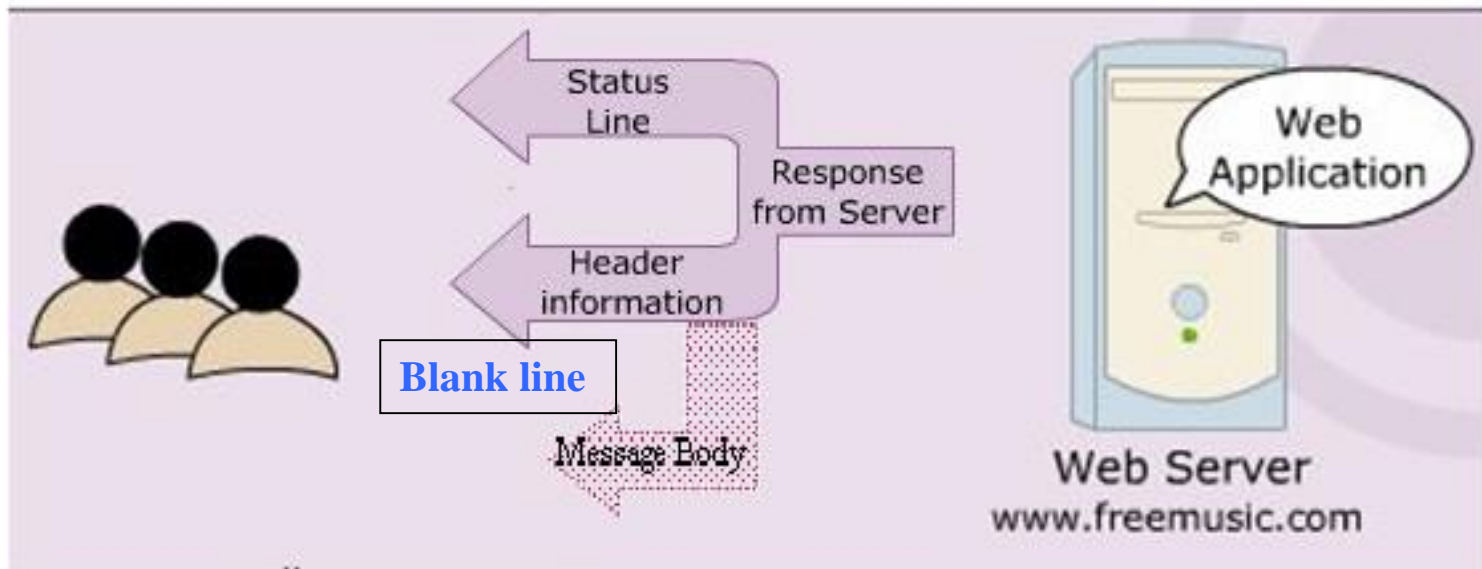 Status
Line
Response
from Server
Header
information
Blank line
Message Body
Web
Application
Web Server
www.freemusic.com